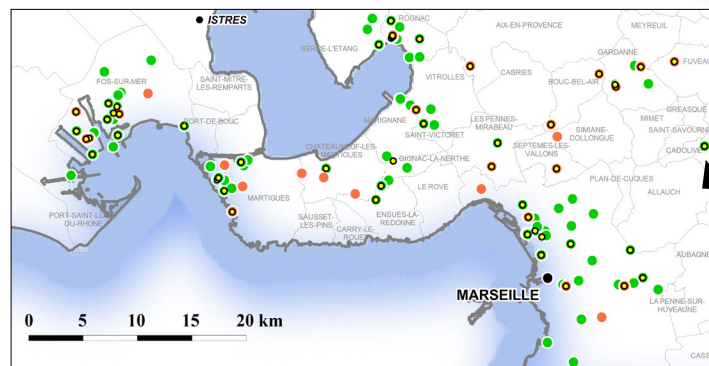 ISTRES
ROGNAC
AIX-EN-PROVENCE
MEYREUIL
BERRE-L'ETANG
GARDANNE
FUVEAU
FOS-SUR-MER
SAINT-MITRE-
LES-REMPARTS
VITROLLES
CABRIES
BOUC-BEL-AIR
GREASQUE
MIMET
PORT-DE-BOUC
MARIGNANE
SAINT-VICTORET
LES PENNES-
MIRABEAU
SIMIANE-
COLLONGUE
SAINT-SAVOURNIN
CADOLIVE
CHATEAUNEUF-LES-
MARTIGUES
GIGNAC-LA-NERTHE
SEPTEMES-LES-
VALLONS
PLAN-DE-CUQUES
ALLAUCH
PORT-SAINT-LOUIS-
DU-RHONE
MARTIGUES
LE ROVE
SAUSSET-
LES-PINS
CARRY-LE-
ROUET
ENSUES-LA-
REDONNE
AUBAGNE
MARSEILLE
LA PENNE-SUR-
HUVEAUNE
0 5 10 15 20 km
CASS